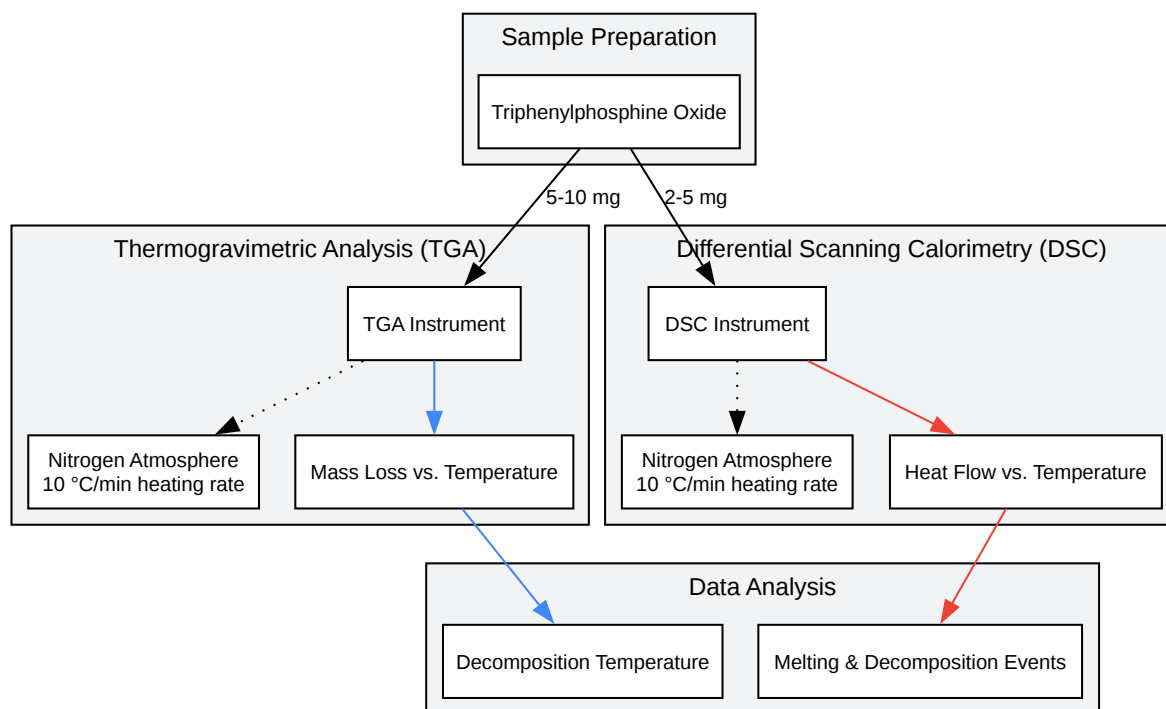 Sample Preparation
Triphenylphosphine Oxide
5-10 mg
2-5 mg
Thermogravimetric Analysis (TGA)
Differential Scanning Calorimetry (DSC)
TGA Instrument
DSC Instrument
Nitrogen Atmosphere
10 °C/min heating rate
Mass Loss vs. Temperature
Nitrogen Atmosphere
10 °C/min heating rate
Heat Flow vs. Temperature
Data Analysis
Decomposition Temperature
Melting & Decomposition Events